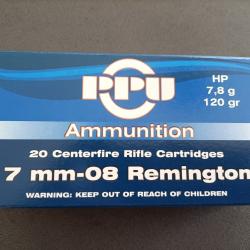 PPU
HP
7,8 g
120 gr
Ammunition
20 Centerfire Rifle Cartridges
7 mm-08 Remington
WARNING: KEEP OUT OF REACH OF CHILDREN